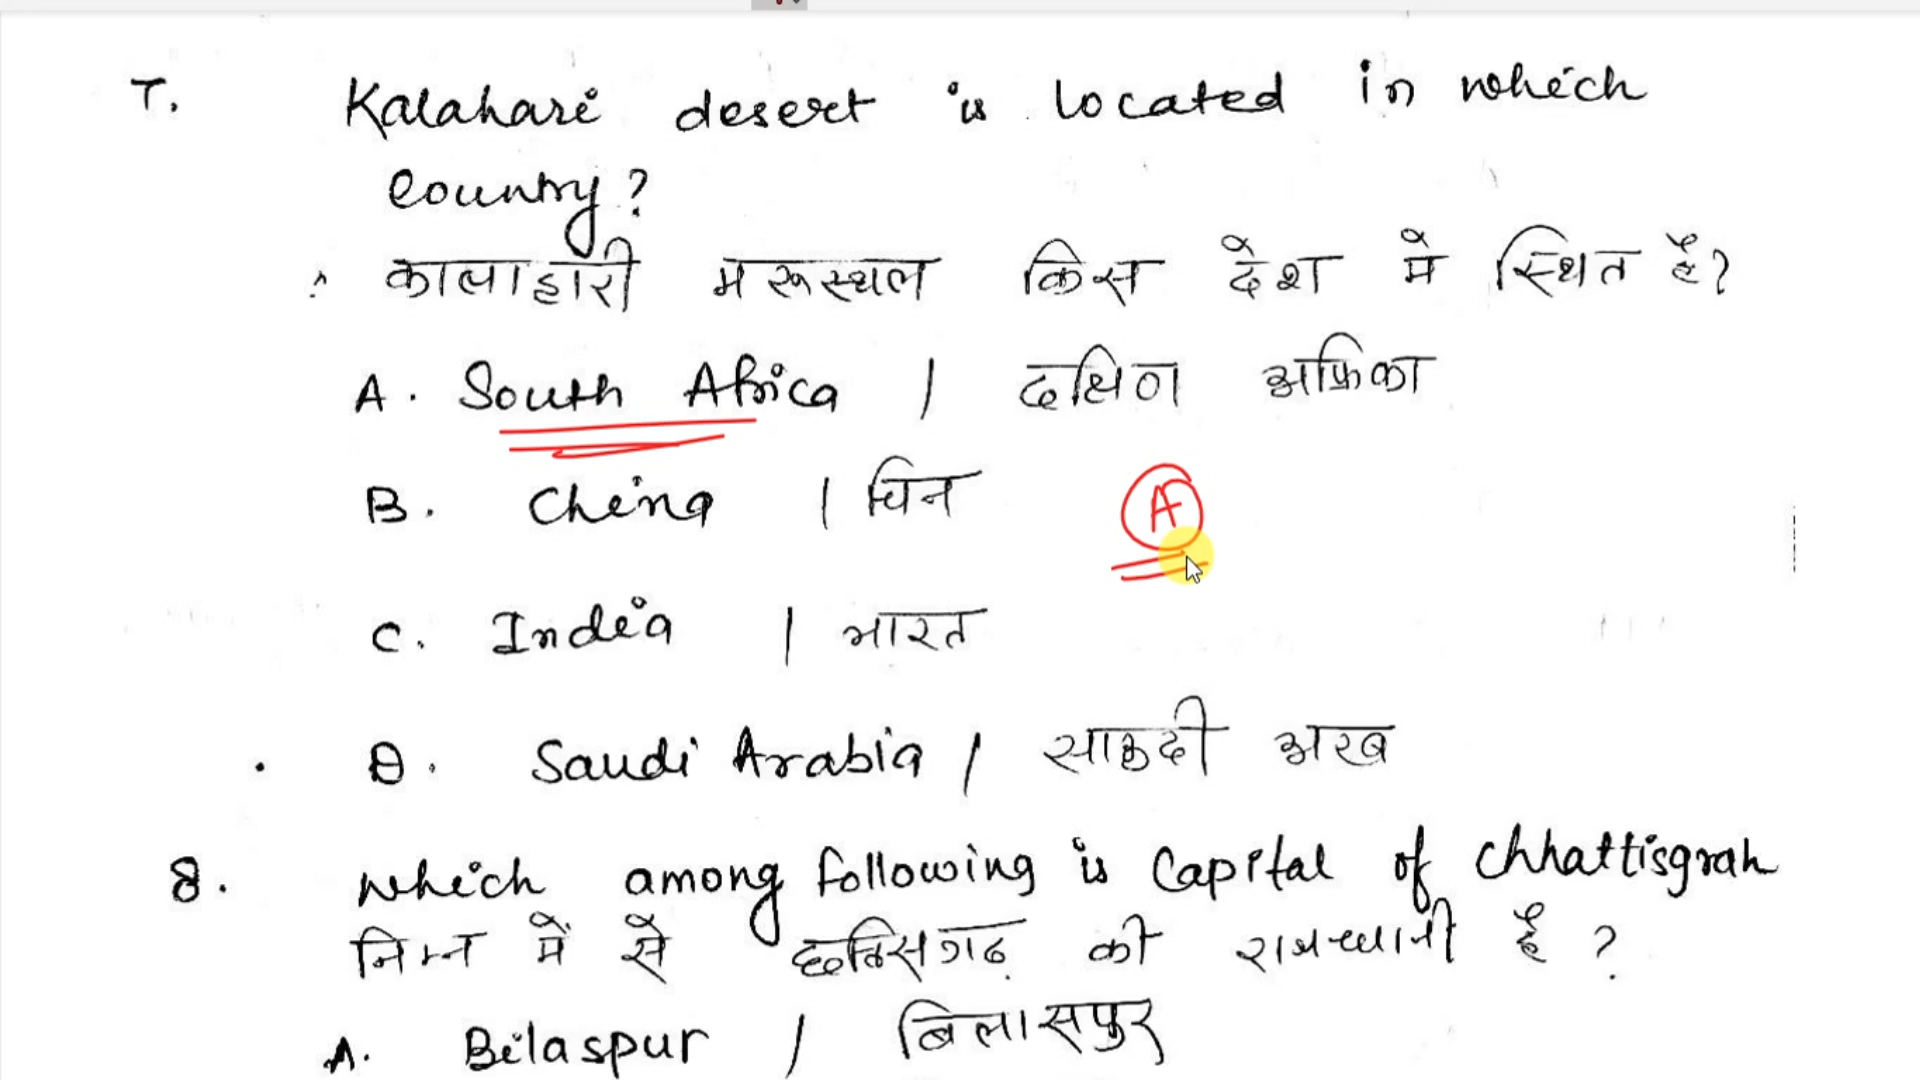 7. Kalahari desert is located in which
country?
कालाहारी मरूस्थल किस देश मे स्थित है?
A. South Africa / दक्षिण अफ्रिका
B. China / चिन
A
C. India / भारत
D. Saudi Arabia / साऊदी अरब
8. which among following is Capital of Chhattisgrah
निम्न में से छत्तिसगढ़ की राजधानी है ?
A. Bilaspur / बिलासपुर